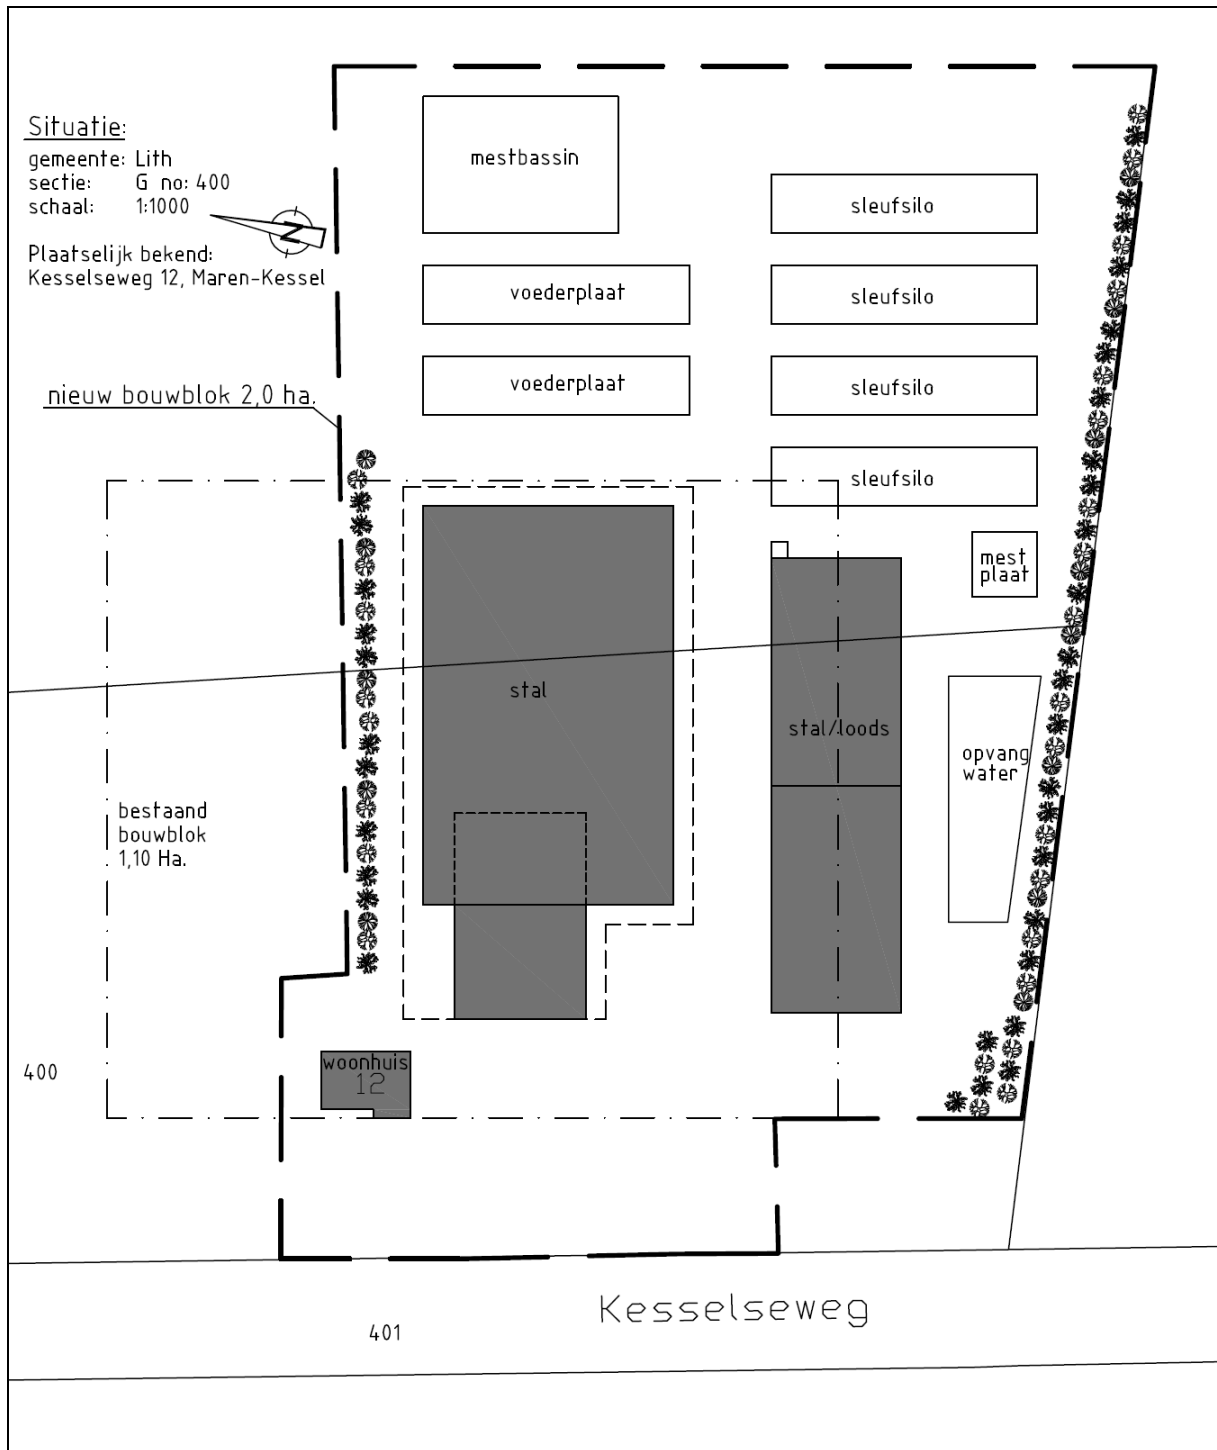 Situatie:
gemeente: Lith
sectie: G no: 400
schaal: 1:1000
N
Plaatselijk bekend:
Kesselseweg 12, Maren-Kessel
nieuw bouwblok 2,0 ha.
mestbassin
sleufsilo
voederplaat
sleufsilo
voederplaat
sleufsilo
sleufsilo
mest
plaat
stal
stal/loods
opvang
water
bestaand
bouwblok
1,10 Ha.
woonhuis
12
400
Kesselseweg
401